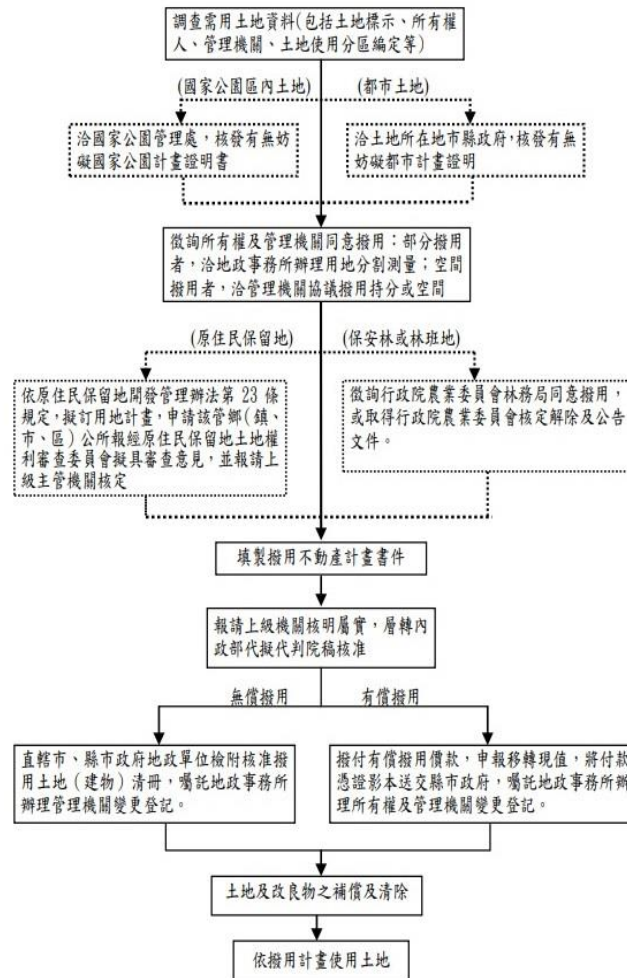 調查需用土地資料(包括土地標示、所有權
人、管理機關、土地使用分區編定等)
(國家公園區內土地)
(都市土地)
洽國家公園管理處，核發有無妨
礙國家公園計畫證明書
洽土地所在地市縣政府，核發有無
妨礙都市計畫證明
徵詢所有權及管理機關同意撥用：部分撥用
者，洽地政事務所辦理用地分割測量；空間
撥用者，洽管理機關協議撥用持分或空間
(原住民保留地)
(保安林或林班地)
依原住民保留地開發管理辦法第 23 條
規定，擬訂用地計畫，申請該管鄉（鎮、
市、區）公所報經原住民保留地土地權
利審查委員會擬具審查意見，並報請上
級主管機關核定
徵詢行政院農業委員會林務局同意撥用，
或取得行政院農業委員會核定解除及公告
文件。
填製撥用不動產計畫書件
報請上級機關核明屬實，層轉內
政部代擬代判院稿核准
無償撥用
有償撥用
直轄市、縣市政府地政單位檢附核准撥
用土地（建物）清冊，囑託地政事務所
辦理管理機關變更登記。
撥付有償撥用價款，申報移轉現值，將付款
憑證影本送交縣市政府，囑託地政事務所辦
理所有權及管理機關變更登記。
土地及改良物之補償及清除
依撥用計畫使用土地